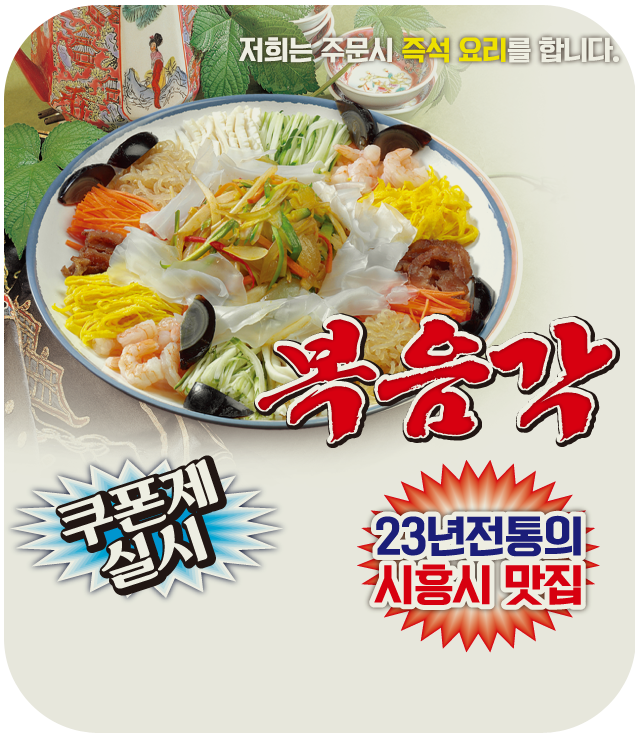 저희는 주문시 즉석 요리를 합니다.
복음각
쿠폰제
실시
23년전통의
시흥시 맛집